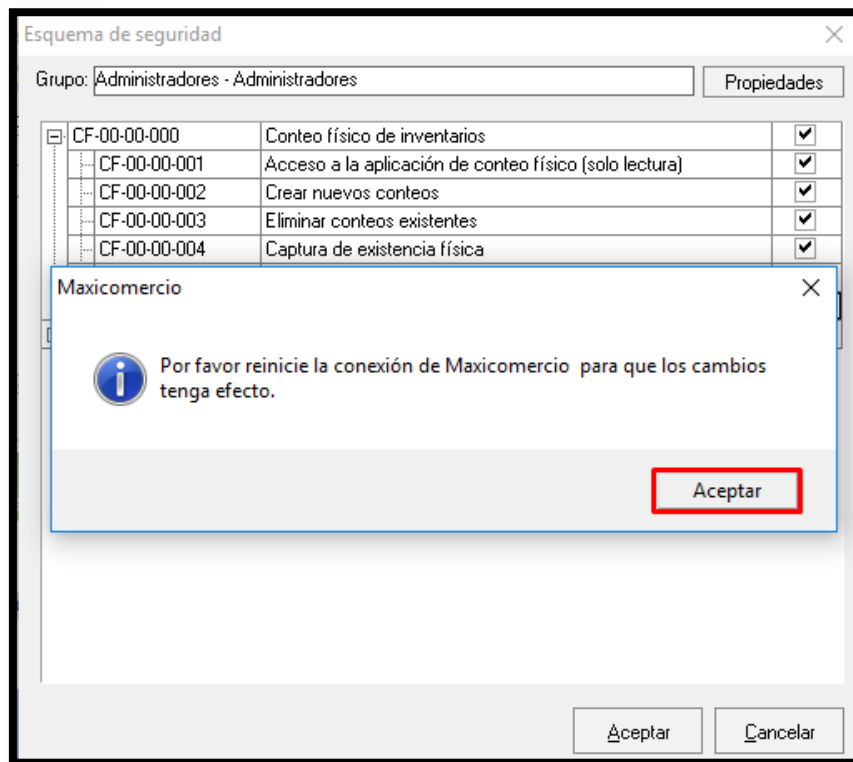 Esquema de seguridad
Grupo: Administradores - Administradores Propiedades
CF-00-00-000 Conteo físico de inventarios
CF-00-00-001 Acceso a la aplicación de conteo físico (solo lectura)
CF-00-00-002 Crear nuevos conteos
CF-00-00-003 Eliminar conteos existentes
CF-00-00-004 Captura de existencia física
Maxicomercio
Por favor reinicie la conexión de Maxicomercio para que los cambios
tenga efecto.
Aceptar
Aceptar Cancelar